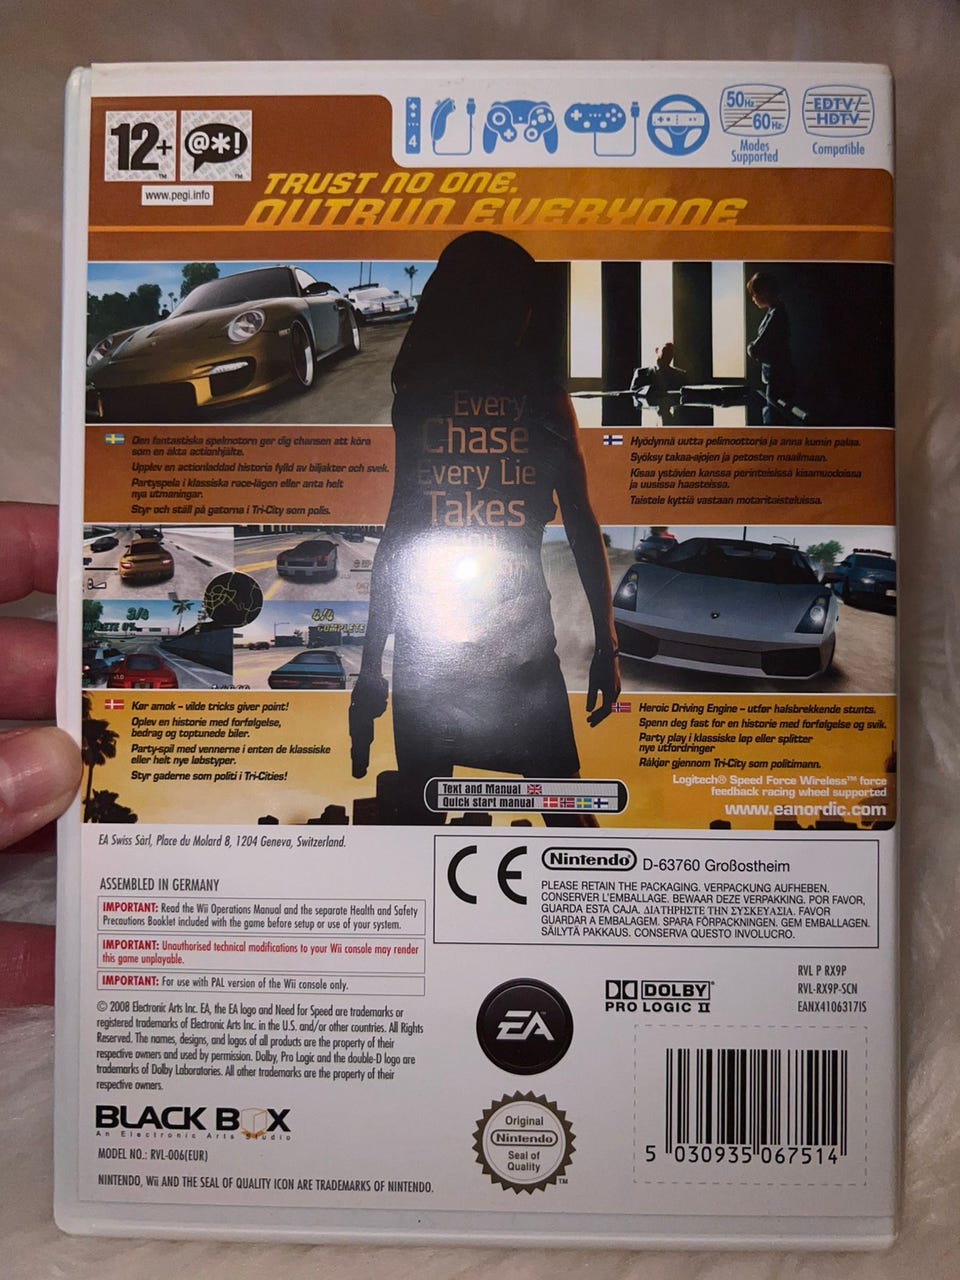 12+
@*!
www.pegi.info
4
50Hz
60Hz
Modes
Supported
EDTV/
HDTV
Compatible
TRUST NO ONE.
OUTRUN EVERYONE
Every
Chase
Every Lie
Takes
Den fantastiska spelmotorn ger dig chansen att köra
som en äkta actionhjälte.
Upplev en actionladdad historia fylld av biljakter och svek.
Partyspela i klassiska race-lägen eller anta helt
nya utmaningar.
Styr och ställ på gatorna i Tri-City som polis.
Hyödynnä uutta pelimoottoria ja anna kumin palaa.
Syöksy takaa-ajojen ja petosten maailmaan.
Kisaa ystävien kanssa perinteisissä kisamuodoissa
ja uusissa haasteissa.
Taistele kyttiä vastaan moottoritaisteluissa.
3/4
4/4
COMPLETE
Kør amok – vilde tricks giver point!
Oplev en historie med forfølgelse,
bedrag og toptunede biler.
Party-spil med vennerne i enten de klassiske
eller helt nye løbstyper.
Styr gaderne som politi i Tri-Cities!
Heroic Driving Engine – utfør halsbrekkende stunts.
Spenn deg fast for en historie med forfølgelse og svik.
Party play i klassiske løp eller splitter
nye utfordringer
Råkjør gjennom Tri-City som politimann.
Logitech® Speed Force Wireless™ force
feedback racing wheel supported
www.eanordic.com
Text and Manual
Quick start manual
EA Swiss Sàrl, Place du Molard 8, 1204 Geneva, Switzerland.
ASSEMBLED IN GERMANY
IMPORTANT: Read the Wii Operations Manual and the separate Health and Safety
Precautions Booklet included with the game before setup or use of your system.
IMPORTANT: Unauthorised technical modifications to your Wii console may render
this game unplayable.
IMPORTANT: For use with PAL version of the Wii console only.
© 2008 Electronic Arts Inc. EA, the EA logo and Need for Speed are trademarks or
registered trademarks of Electronic Arts Inc. in the U.S. and/or other countries. All Rights
Reserved. The names, designs, and logos of all products are the property of their
respective owners and used by permission. Dolby, Pro Logic and the double-D logo are
trademarks of Dolby Laboratories. All other trademarks are the property of their
respective owners.
BLACK BOX
An Electronic Arts Studio
MODEL NO.: RVL-006(EUR)
NINTENDO, Wii AND THE SEAL OF QUALITY ICON ARE TRADEMARKS OF NINTENDO.
CE
Nintendo D-63760 Großostheim
PLEASE RETAIN THE PACKAGING. VERPACKUNG AUFHEBEN.
CONSERVER L'EMBALLAGE. BEWAAR DEZE VERPAKKING. POR FAVOR,
GUARDA ESTA CAJA. ΔΙΑΤΗΡΗΣΤΕ ΤΗΝ ΣΥΣΚΕΥΑΣΙΑ. FAVOR
GUARDAR A EMBALAGEM. SPARA FÖRPACKNINGEN. GEM EMBALLAGEN.
SÄILYTÄ PAKKAUS. CONSERVA QUESTO INVOLUCRO.
EA
DOLBY
PRO LOGIC II
RVL P RX9P
RVL-RX9P-SCN
EANX4106317IS
Original
Nintendo
Seal of
Quality
TM
5 030935 067514